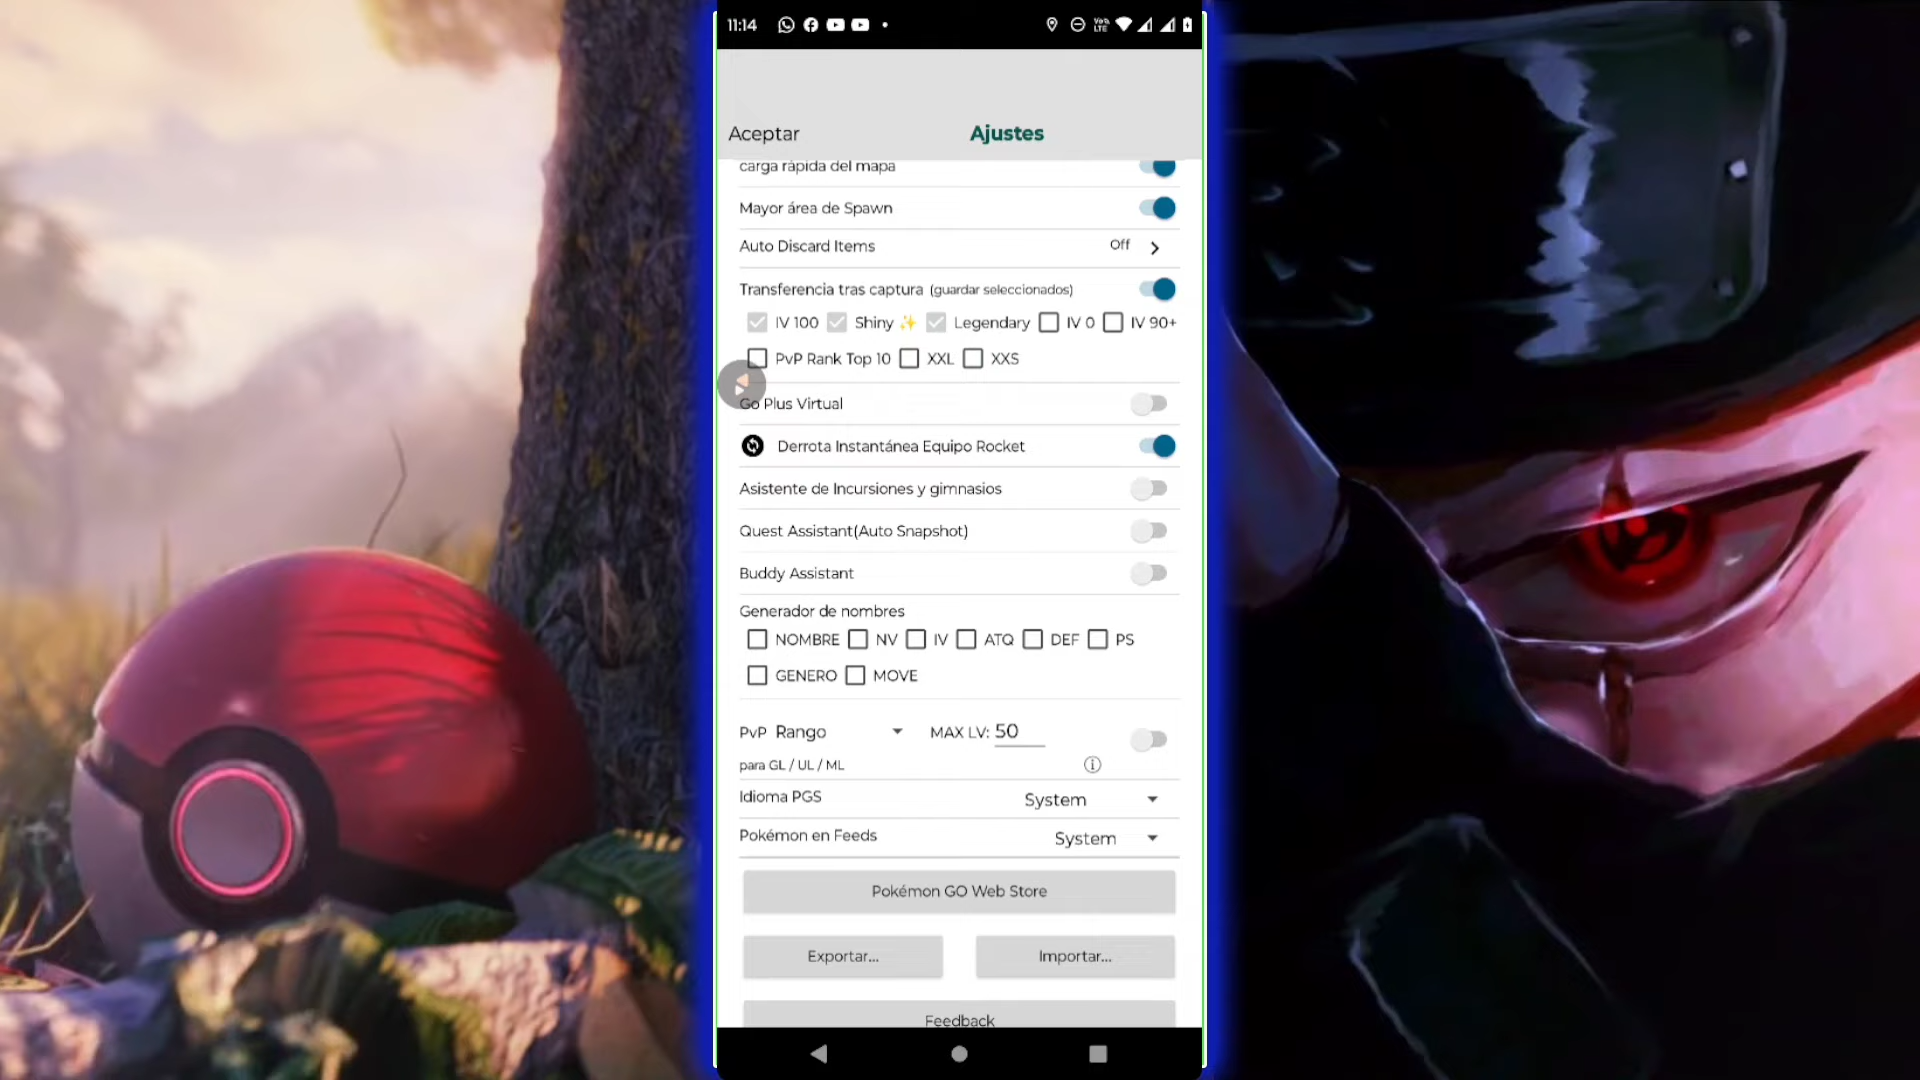 11:14
Aceptar Ajustes
carga rápida del mapa
Mayor área de Spawn
Auto Discard Items Off
Transferencia tras captura (guardar seleccionados)
IV 100 Shiny ✨ Legendary IV 0 IV 90+
PvP Rank Top 10 XXL XXS
Go Plus Virtual
Derrota Instantánea Equipo Rocket
Asistente de Incursiones y gimnasios
Quest Assistant(Auto Snapshot)
Buddy Assistant
Generador de nombres
NOMBRE NV IV ATQ DEF PS
GENERO MOVE
PvP Rango MAX LV: 50
para GL / UL / ML
Idioma PGS System
Pokémon en Feeds System
Pokémon GO Web Store
Exportar... Importar...
Feedback